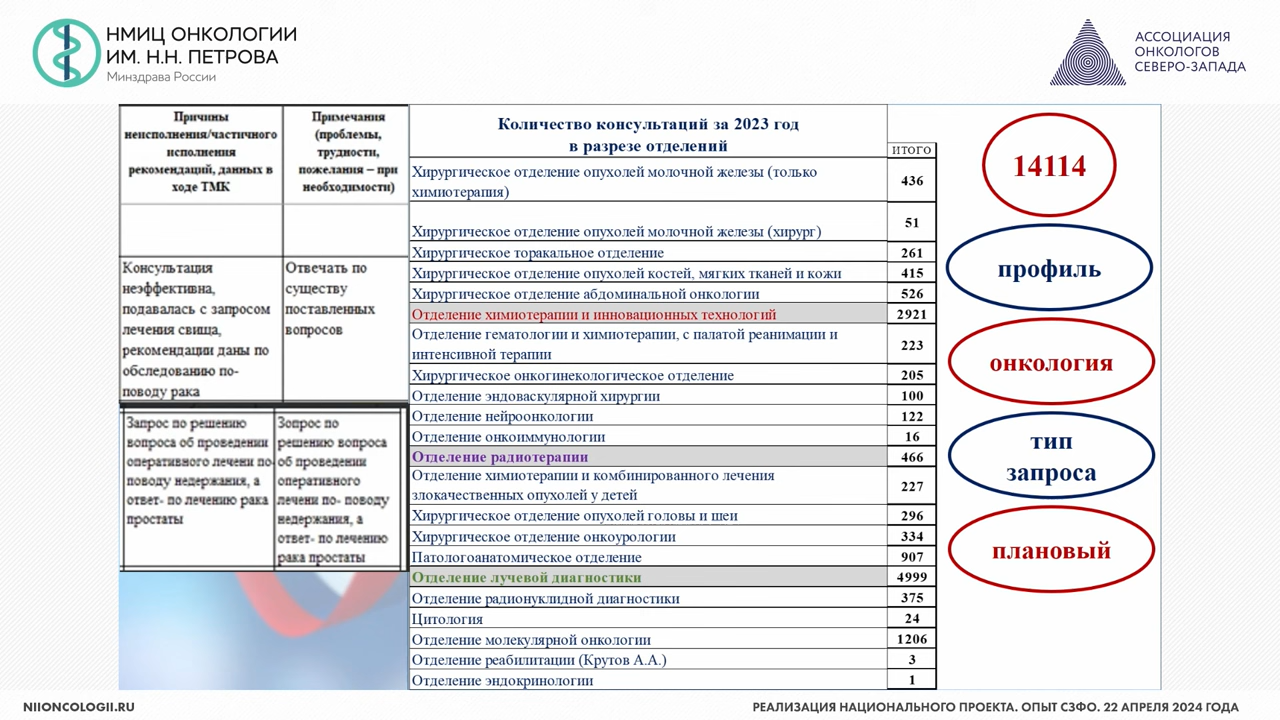 НМИЦ ОНКОЛОГИИ
ИМ. Н.Н. ПЕТРОВА
Минздрава России
АССОЦИАЦИЯ
ОНКОЛОГОВ
СЕВЕРО-ЗАПАДА
Причины
неисполнения/частичного
исполнения
рекомендаций, данных в
ходе ТМК
Примечания
(проблемы,
трудности,
пожелания – при
необходимости)
Консультация
неэффективна,
подавалась с запросом
лечения свища,
рекомендации даны по
обследованию по-
поводу рака
Отвечать по
существу
поставленных
вопросов
Запрос по решению
вопроса об проведении
оперативного лечени по-
поводу недержания, а
ответ- по лечению рака
простаты
Зопрос по
решению вопроса
об проведении
оперативного
лечени по- поводу
недержания, а
ответ- по лечению
рака простаты
Количество консультаций за 2023 год
в разрезе отделений
ИТОГО
Хирургическое отделение опухолей молочной железы (только
химиотерапия)
436
Хирургическое отделение опухолей молочной железы (хирург)
51
Хирургическое торакальное отделение
261
Хирургическое отделение опухолей костей, мягких тканей и кожи
415
Хирургическое отделение абдоминальной онкологии
526
Отделение химиотерапии и инновационных технологий
2921
Отделение гематологии и химиотерапии, с палатой реанимации и
интенсивной терапии
223
Хирургическое онкогинекологическое отделение
205
Отделение эндоваскулярной хирургии
100
Отделение нейроонкологии
122
Отделение онкоиммунологии
16
Отделение радиотерапии
466
Отделение химиотерапии и комбинированного лечения
злокачественных опухолей у детей
227
Хирургическое отделение опухолей головы и шеи
296
Хирургическое отделение онкоурологии
334
Патологоанатомическое отделение
907
Отделение лучевой диагностики
4999
Отделение радионуклидной диагностики
375
Цитология
24
Отделение молекулярной онкологии
1206
Отделение реабилитации (Крутов А.А.)
3
Отделение эндокринологии
1
14114
профиль
онкология
тип
запроса
плановый
NIIONCOLOGII.RU
РЕАЛИЗАЦИЯ НАЦИОНАЛЬНОГО ПРОЕКТА. ОПЫТ СЗФО. 22 АПРЕЛЯ 2024 ГОДА